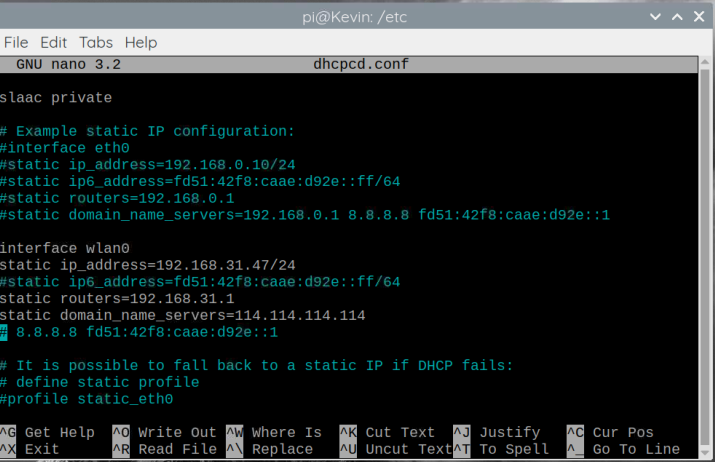 pi@Kevin: /etc
File Edit Tabs Help
GNU nano 3.2 dhcpcd.conf
slaac private
# Example static IP configuration:
#interface eth0
#static ip_address=192.168.0.10/24
#static ip6_address=fd51:42f8:caae:d92e::ff/64
#static routers=192.168.0.1
#static domain_name_servers=192.168.0.1 8.8.8.8 fd51:42f8:caae:d92e::1
interface wlan0
static ip_address=192.168.31.47/24
#static ip6_address=fd51:42f8:caae:d92e::ff/64
static routers=192.168.31.1
static domain_name_servers=114.114.114.114
# 8.8.8.8 fd51:42f8:caae:d92e::1
# It is possible to fall back to a static IP if DHCP fails:
# define static profile
#profile static_eth0
^G Get Help ^O Write Out ^W Where Is ^K Cut Text ^J Justify ^C Cur Pos
^X Exit ^R Read File ^\ Replace ^U Uncut Text ^T To Spell ^_ Go To Line